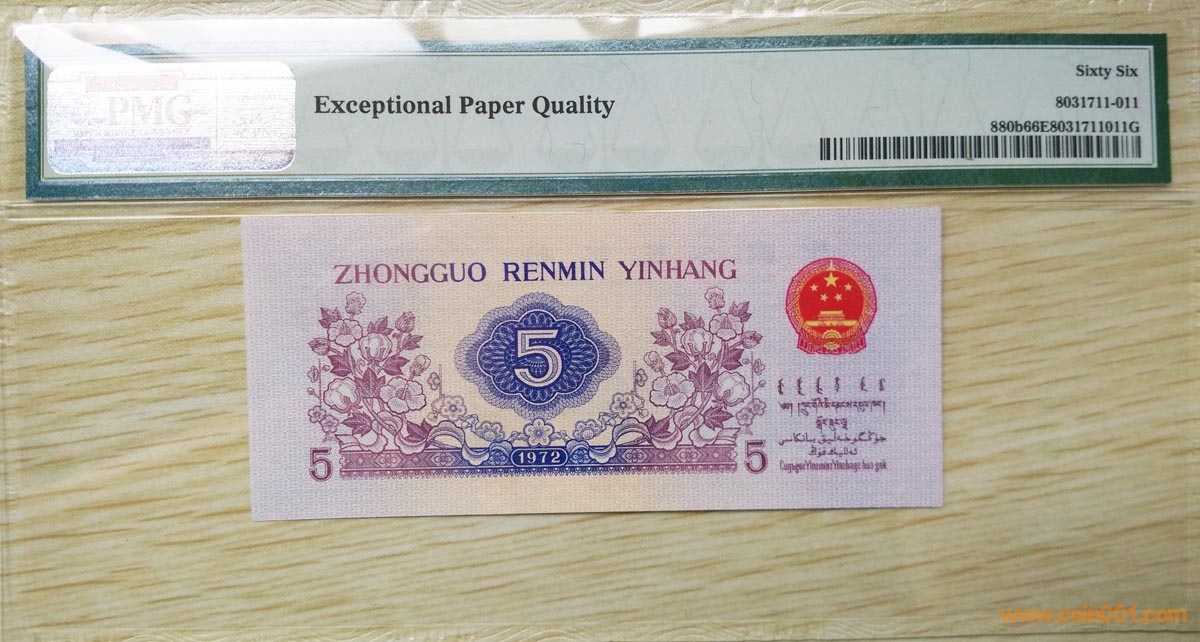 Sixty Six
PMG
Exceptional Paper Quality
8031711-011
880b66E8031711011G
ZHONGGUO RENMIN YINHANG
5
5
5
1972
www.coin001.com